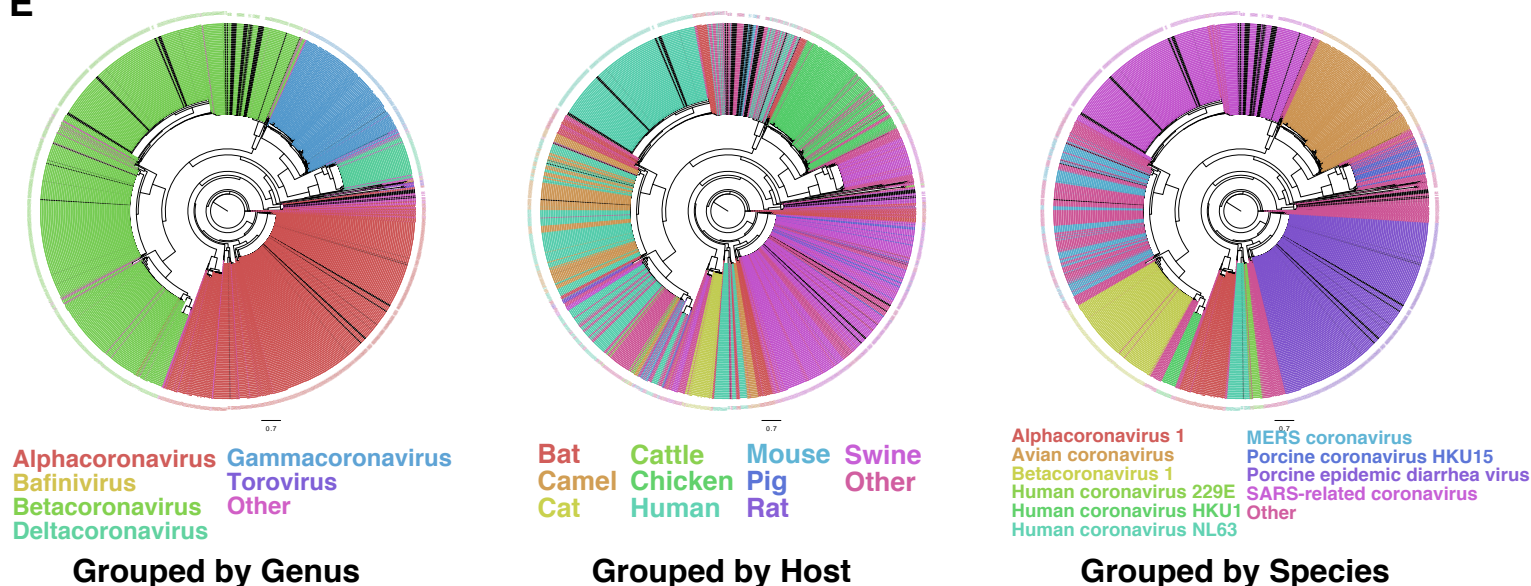 E
0.7
0.7
0.7
Alphacoronavirus
Bafinivirus
Betacoronavirus
Deltacoronavirus
Gammacoronavirus
Torovirus
Other
Grouped by Genus
Bat
Camel
Cat
Cattle
Chicken
Human
Mouse
Pig
Rat
Swine
Other
Grouped by Host
Alphacoronavirus 1
Avian coronavirus
Betacoronavirus 1
Human coronavirus 229E
Human coronavirus HKU1
Human coronavirus NL63
MERS coronavirus
Porcine coronavirus HKU15
Porcine epidemic diarrhea virus
SARS-related coronavirus
Other
Grouped by Species